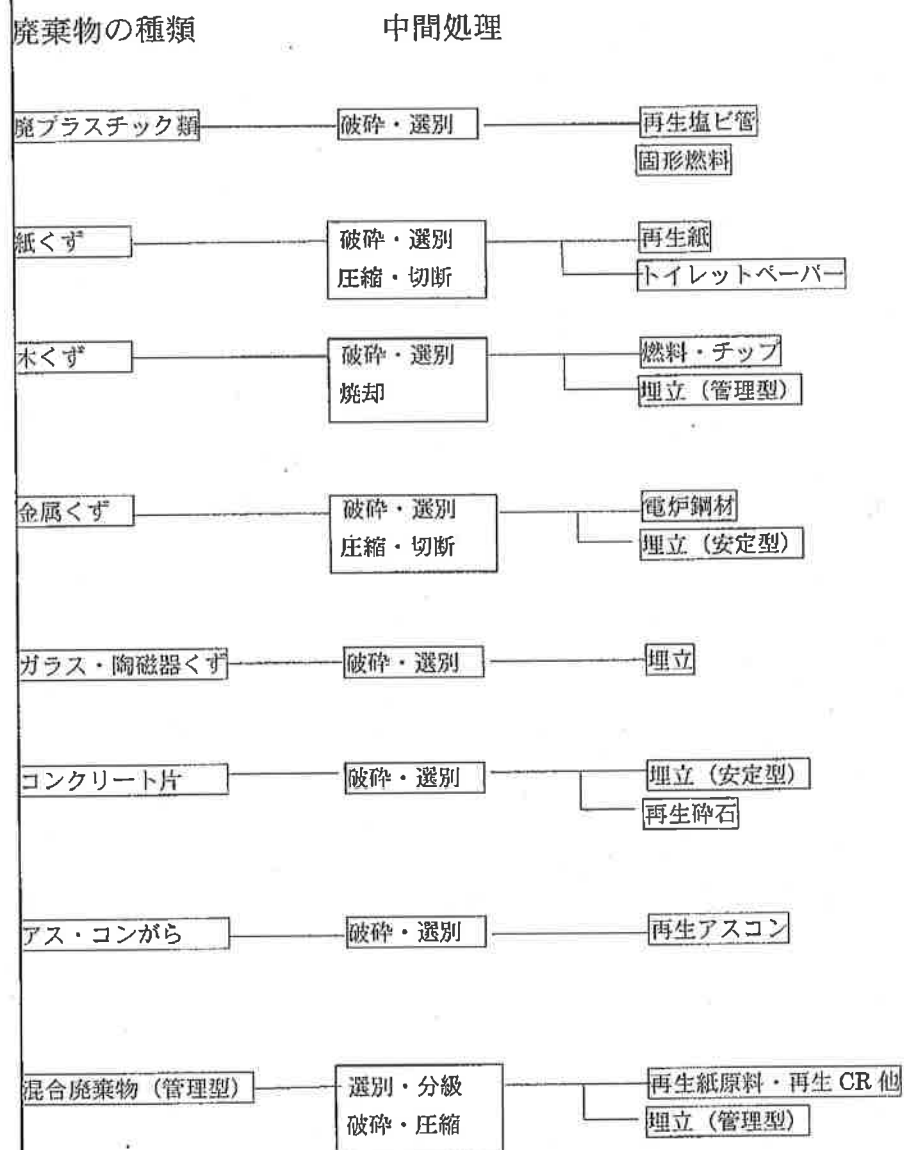 廃棄物の種類 中間処理
廃プラスチック類 破砕・選別 再生塩ビ管
固形燃料
紙くず 破砕・選別 再生紙
圧縮・切断 トイレットペーパー
木くず 破砕・選別 燃料・チップ
焼却 埋立（管理型）
金属くず 破砕・選別 電炉鋼材
圧縮・切断 埋立（安定型）
ガラス・陶磁器くず 破砕・選別 埋立
コンクリート片 破砕・選別 埋立（安定型）
再生砕石
アス・コンがら 破砕・選別 再生アスコン
混合廃棄物（管理型） 選別・分級 再生紙原料・再生 CR 他
破砕・圧縮 埋立（管理型）